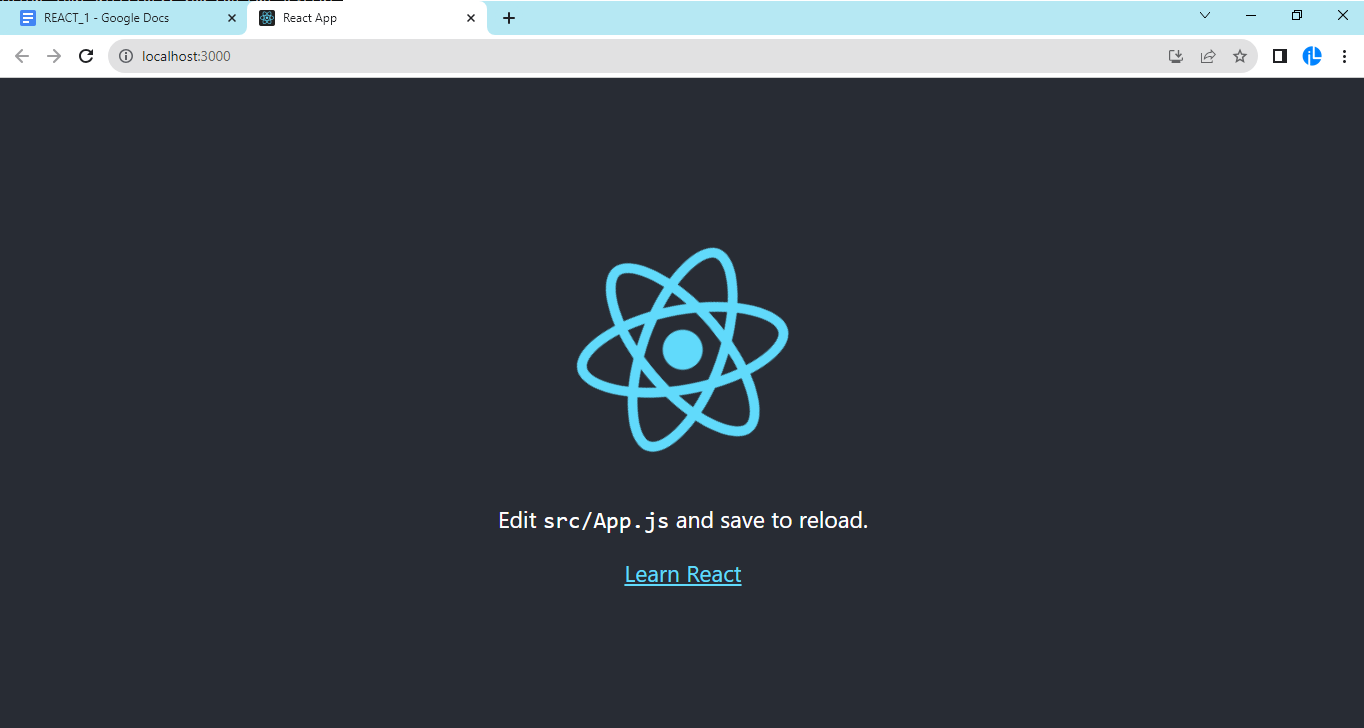 REACT_1 - Google Docs
React App
localhost:3000
Edit src/App.js and save to reload.
Learn React